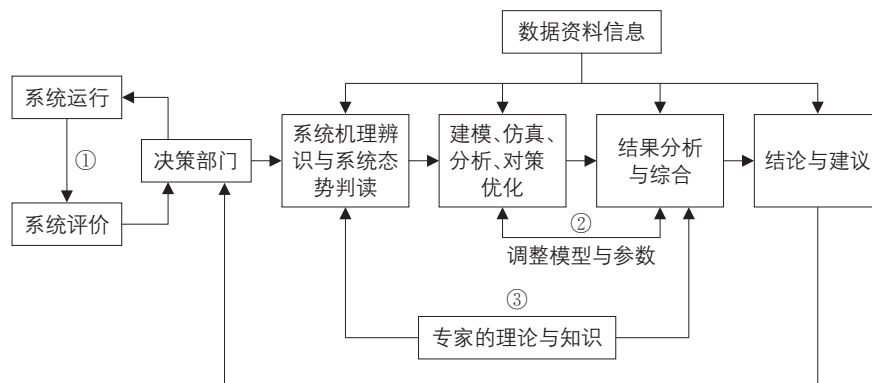 数据资料信息
系统运行
①
决策部门
系统评价
系统机理辨
识与系统态
势判读
建模、仿真、
分析、对策
优化
结果分析
与综合
结论与建议
②
调整模型与参数
③
专家的理论与知识